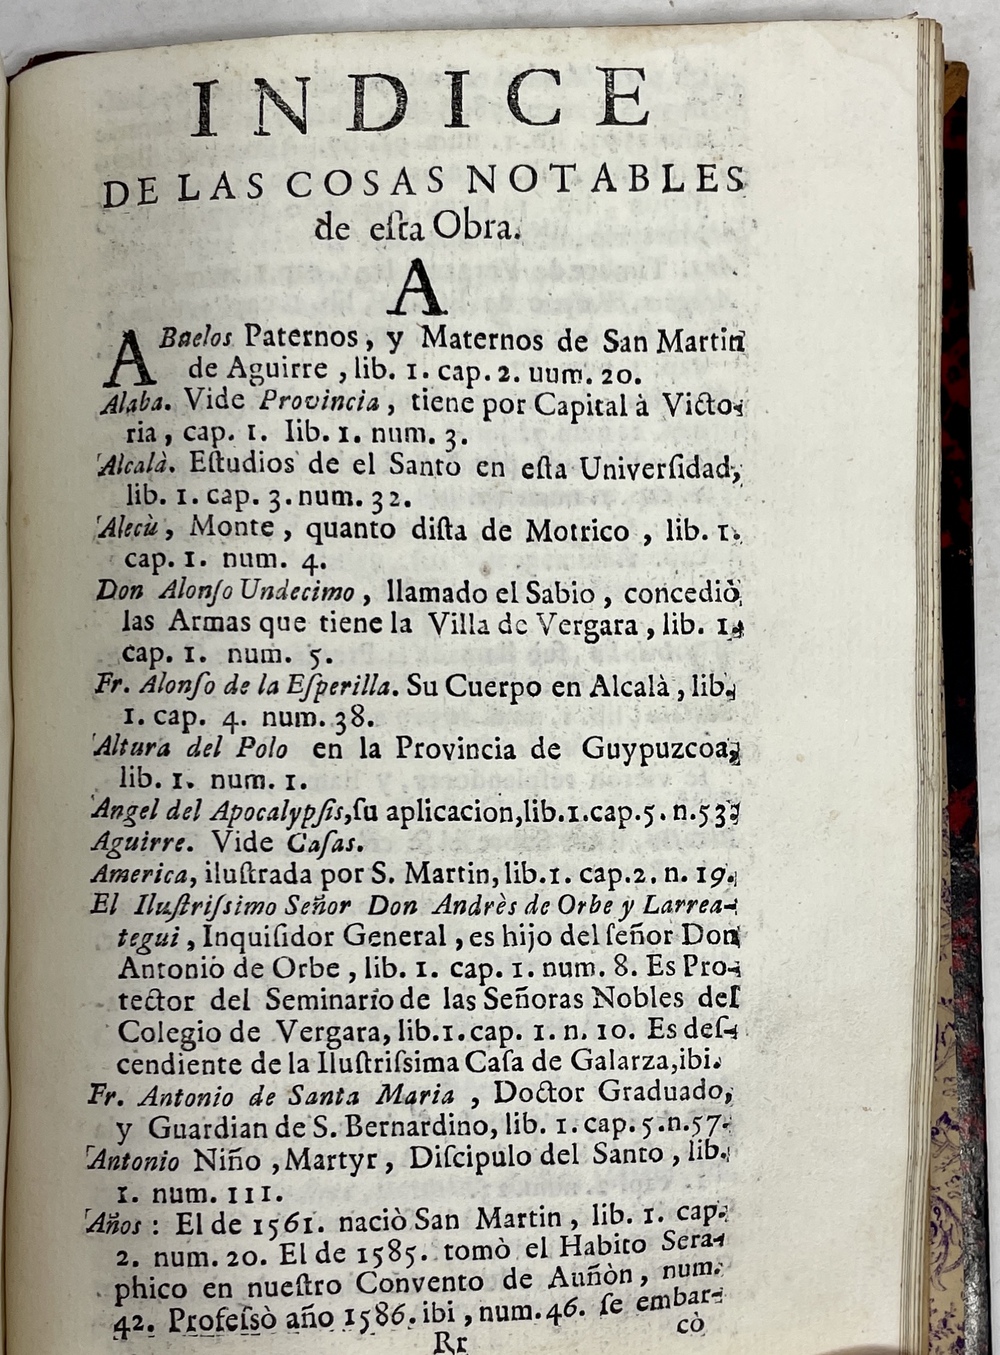 INDICE
DE LAS COSAS NOTABLES
de eſta Obra.
A
ABuelos Paternos, y Maternos de San Martin
de Aguirre, lib. 1. cap. 2. uum. 20.
Alaba. Vide Provincia, tiene por Capital à Victo-
ria, cap. 1. lib. 1. num. 3.
Alcalà. Eſtudios de el Santo en eſta Univerſidad,
lib. 1. cap. 3. num. 32.
Alecù, Monte, quanto diſta de Motrico, lib. 1.
cap. 1. num. 4.
Don Alonſo Undecimo, llamado el Sabio, concediò
las Armas que tiene la Villa de Vergara, lib. 1.
cap. 1. num. 5.
Fr. Alonſo de la Eſperilla. Su Cuerpo en Alcalà, lib.
1. cap. 4. num. 38.
Altura del Polo en la Provincia de Guypuzcoa,
lib. 1. num. 1.
Angel del Apocalypſis, ſu aplicacion, lib. 1. cap. 5. n. 53.
Aguirre. Vide Caſas.
America, iluſtrada por S. Martin, lib. 1. cap. 2. n. 19.
El Iluſtriſsimo Señor Don Andrès de Orbe y Larrea-
tegui, Inquiſidor General, es hijo del ſeñor Don
Antonio de Orbe, lib. 1. cap. 1. num. 8. Es Pro-
tector del Seminario de las Señoras Nobles del
Colegio de Vergara, lib. 1. cap. 1. n. 10. Es deſ-
cendiente de la Iluſtriſsima Caſa de Galarza, ibi.
Fr. Antonio de Santa Maria, Doctor Graduado,
y Guardian de S. Bernardino, lib. 1. cap. 5. n. 57.
Antonio Niño, Martyr, Diſcipulo del Santo, lib.
1. num. 111.
Años: El de 1561. naciò San Martin, lib. 1. cap.
2. num. 20. El de 1585. tomò el Habito Sera-
phico en nueſtro Convento de Auñòn, num.
42. Profeſsò año 1586. ibi, num. 46. ſe embar-
Rr cò